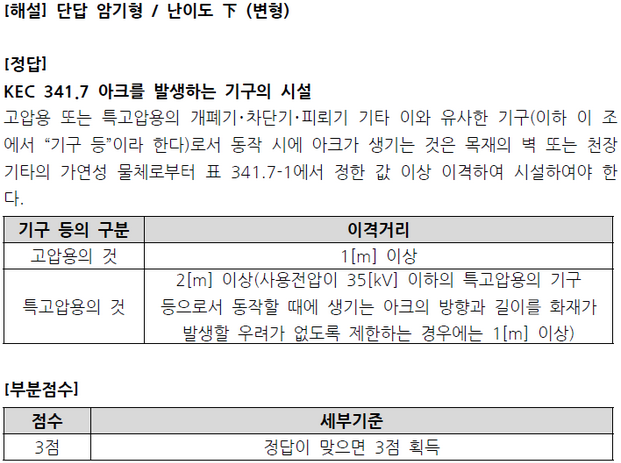 [해설] 단답 암기형 / 난이도 下 (변형)
[정답]
KEC 341.7 아크를 발생하는 기구의 시설
고압용 또는 특고압용의 개폐기·차단기·피뢰기 기타 이와 유사한 기구(이하 이 조
에서 “기구 등”이라 한다)로서 동작 시에 아크가 생기는 것은 목재의 벽 또는 천장
기타의 가연성 물체로부터 표 341.7-1에서 정한 값 이상 이격하여 시설하여야 한
다.
기구 등의 구분 이격거리
고압용의 것 1[m] 이상
특고압용의 것 2[m] 이상(사용전압이 35[kV] 이하의 특고압용의 기구
등으로서 동작할 때에 생기는 아크의 방향과 길이를 화재가
발생할 우려가 없도록 제한하는 경우에는 1[m] 이상)
[부분점수]
점수 세부기준
3점 정답이 맞으면 3점 획득